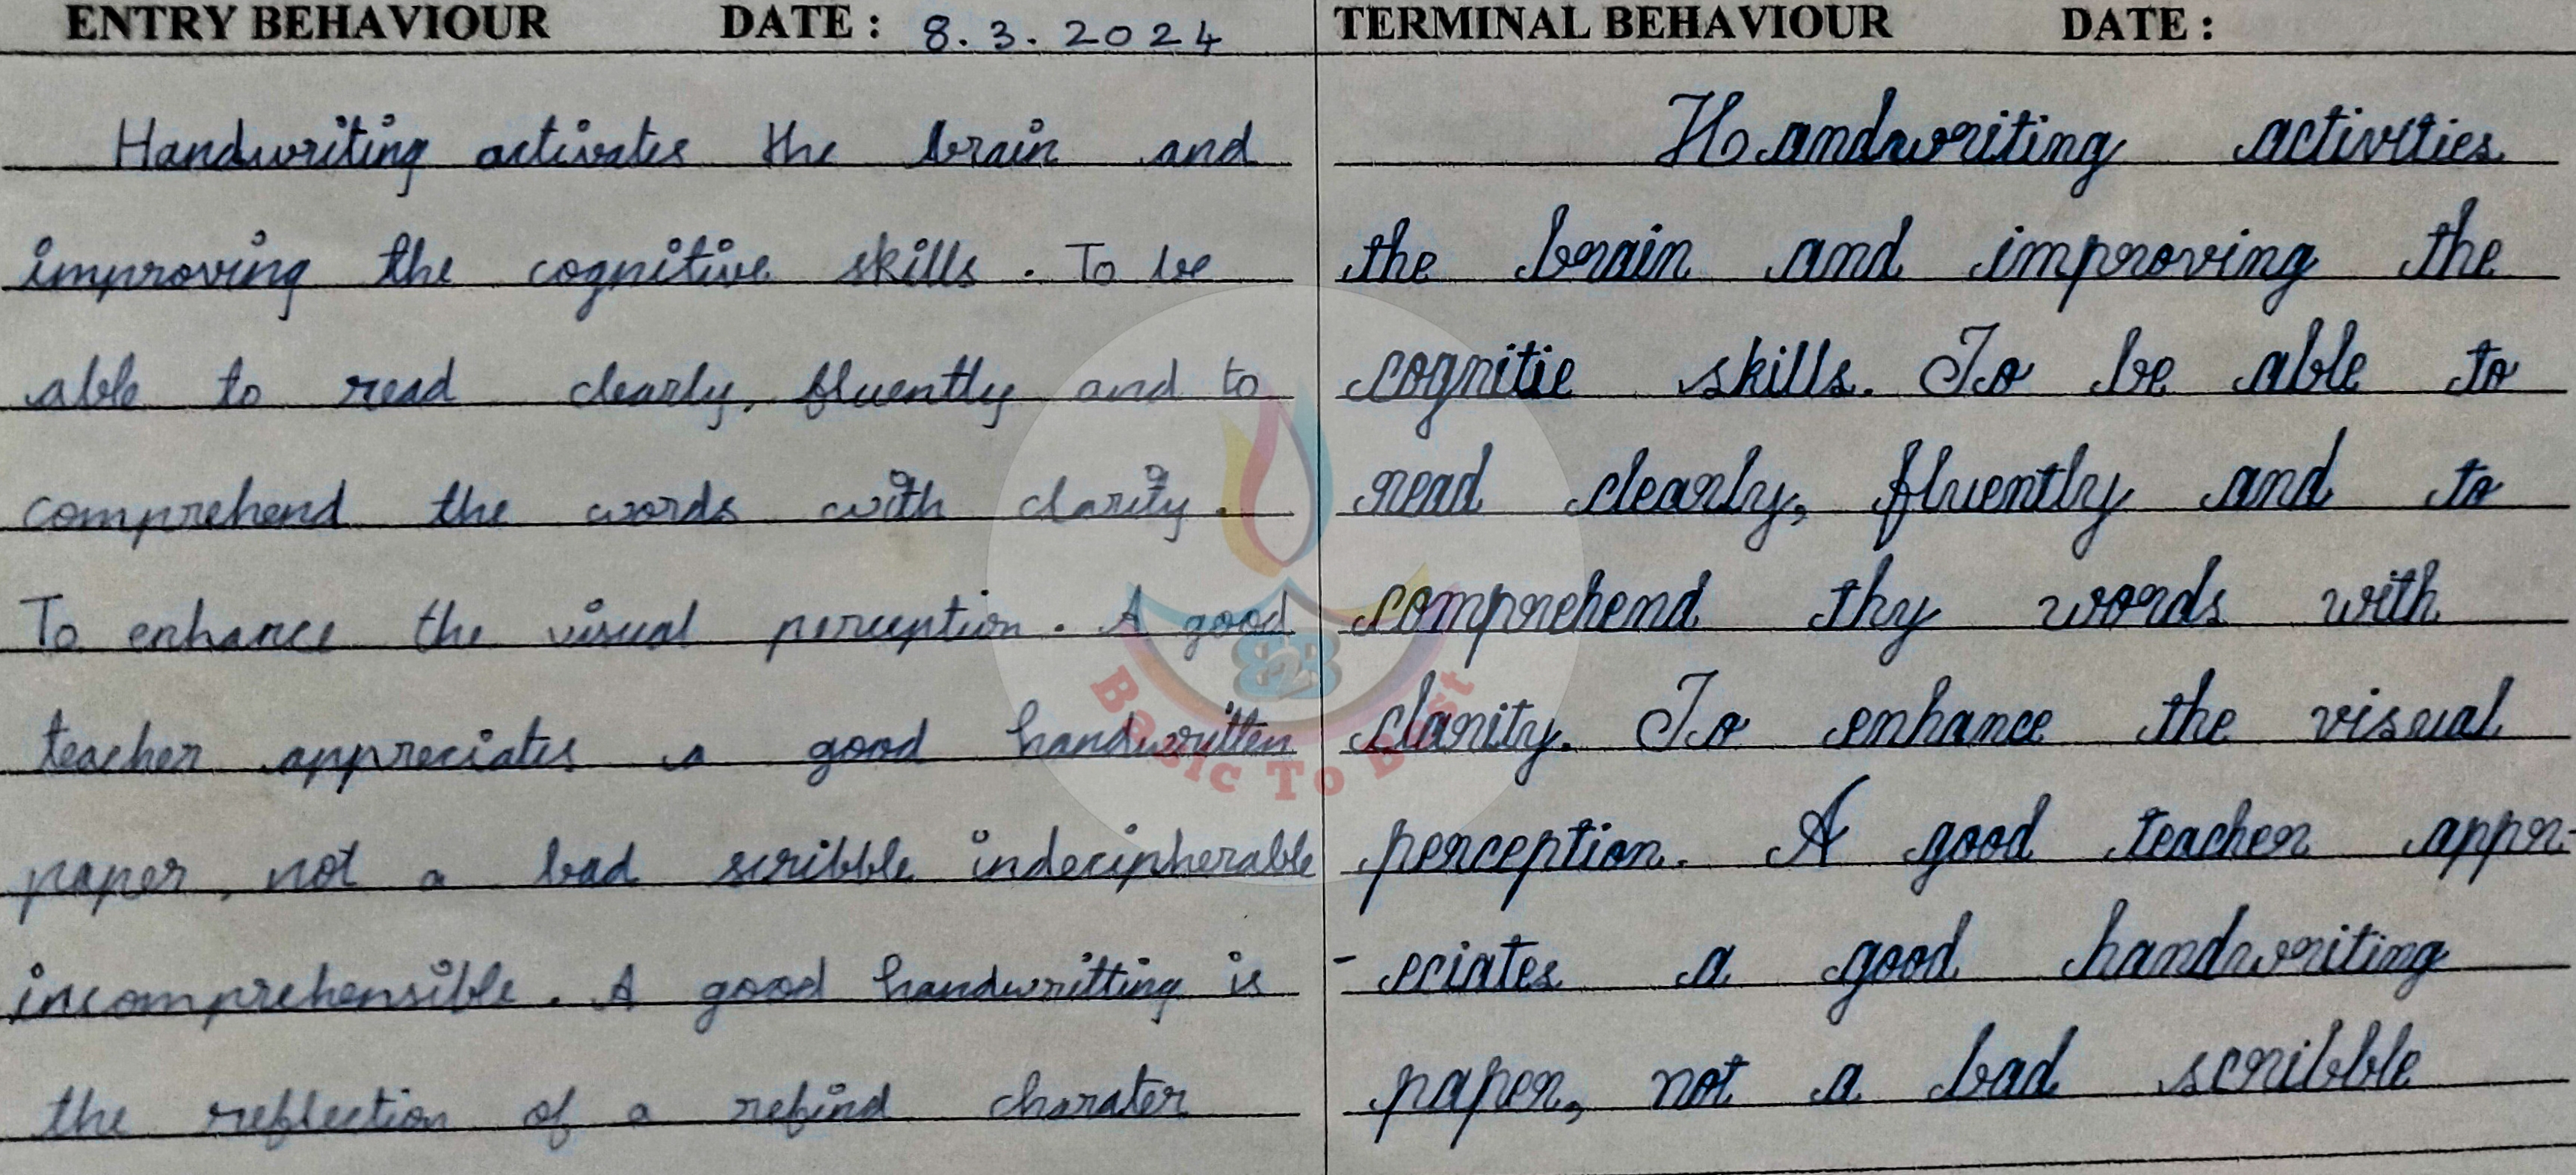 ENTRY BEHAVIOUR DATE : 8.3.2024
Handwriting activates the brain and
improving the cognitive skills. To be
able to read clearly, fluently and to
comprehend the words with clarity.
To enhance the visual perception. A good
teacher appreciates a good handwritten
paper, not a bad scribble indecipherable
incomprehensible. A good handwritting is
the reflection of a refind charater
TERMINAL BEHAVIOUR DATE :
Handwriting activities
the brain and improving the
cognitie skills. To be able to
read clearly, fluently and to
comprehend thy words with
clarity. To enhance the visual
perception. A good teacher appr-
- eciates a good handwriting
paper, not a bad scribble
B2B
Basic To Best